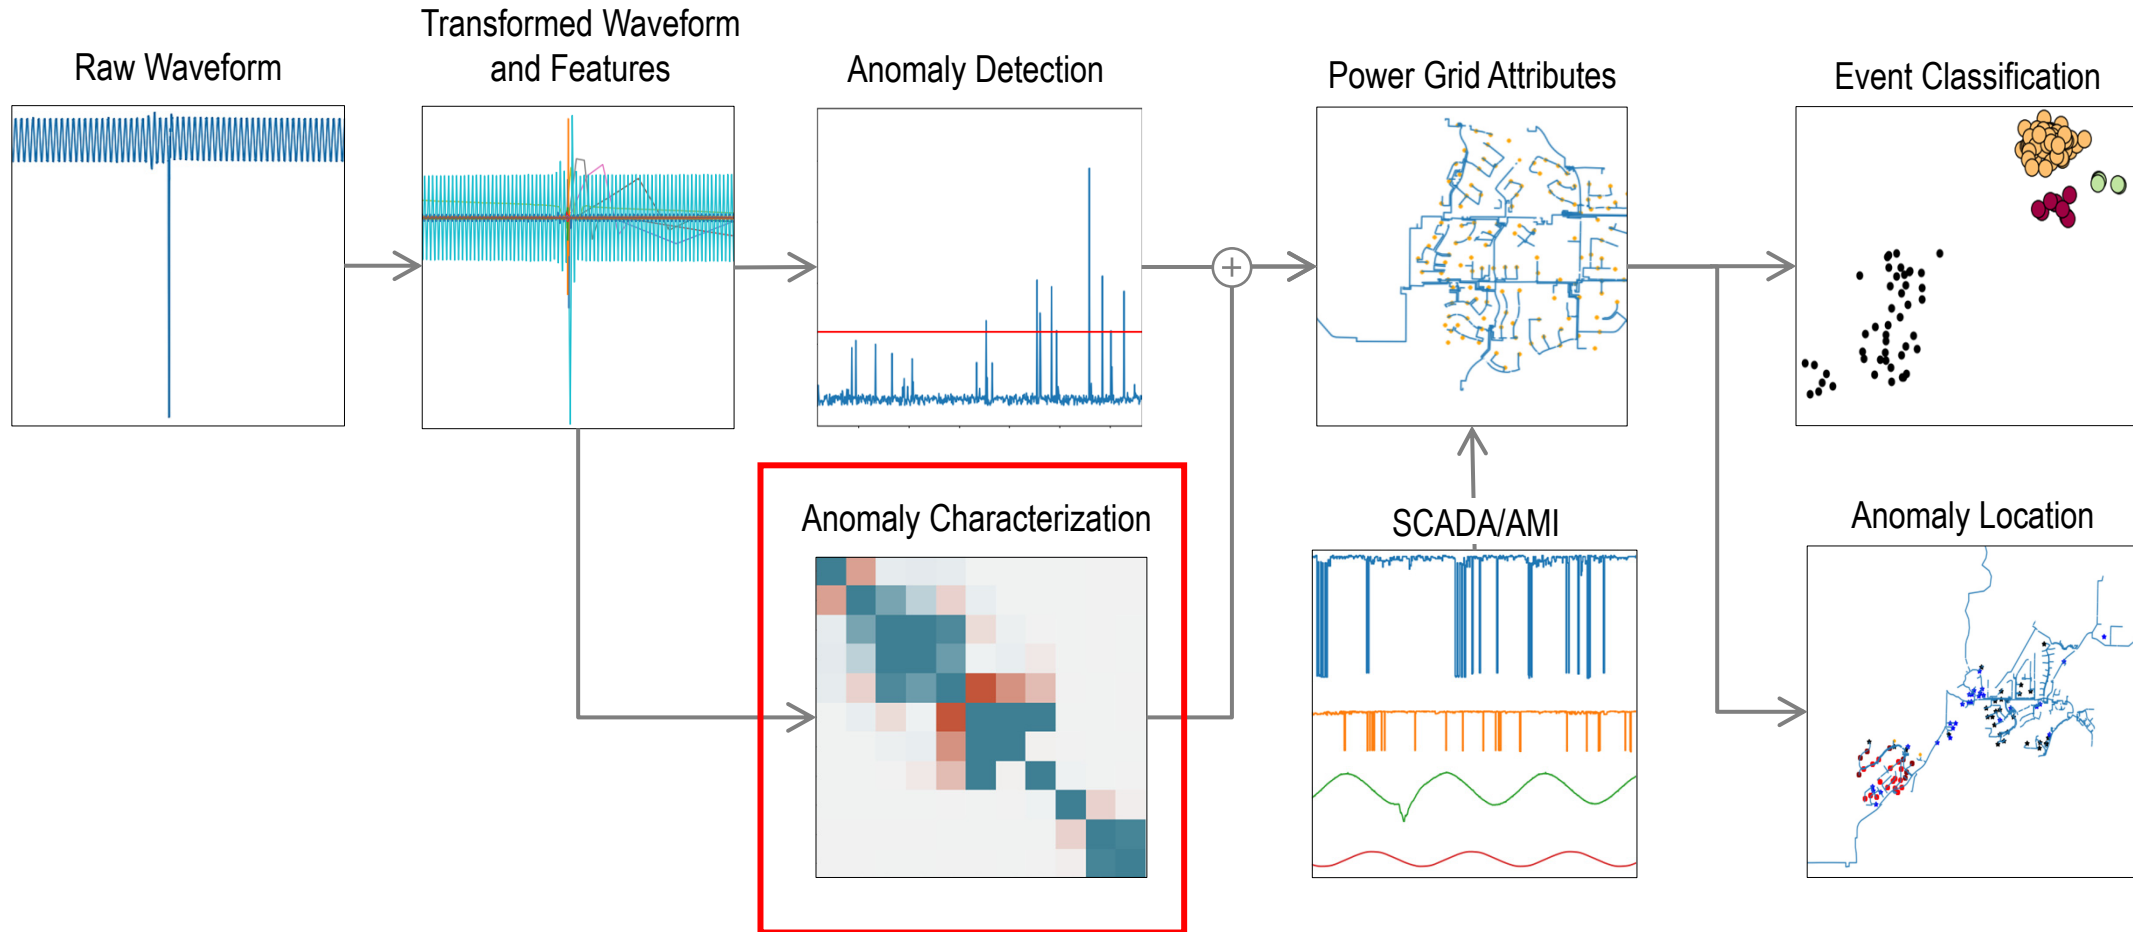 Raw Waveform
Transformed Waveform
and Features
Anomaly Detection
Power Grid Attributes
Event Classification
Anomaly Characterization
SCADA/AMI
Anomaly Location